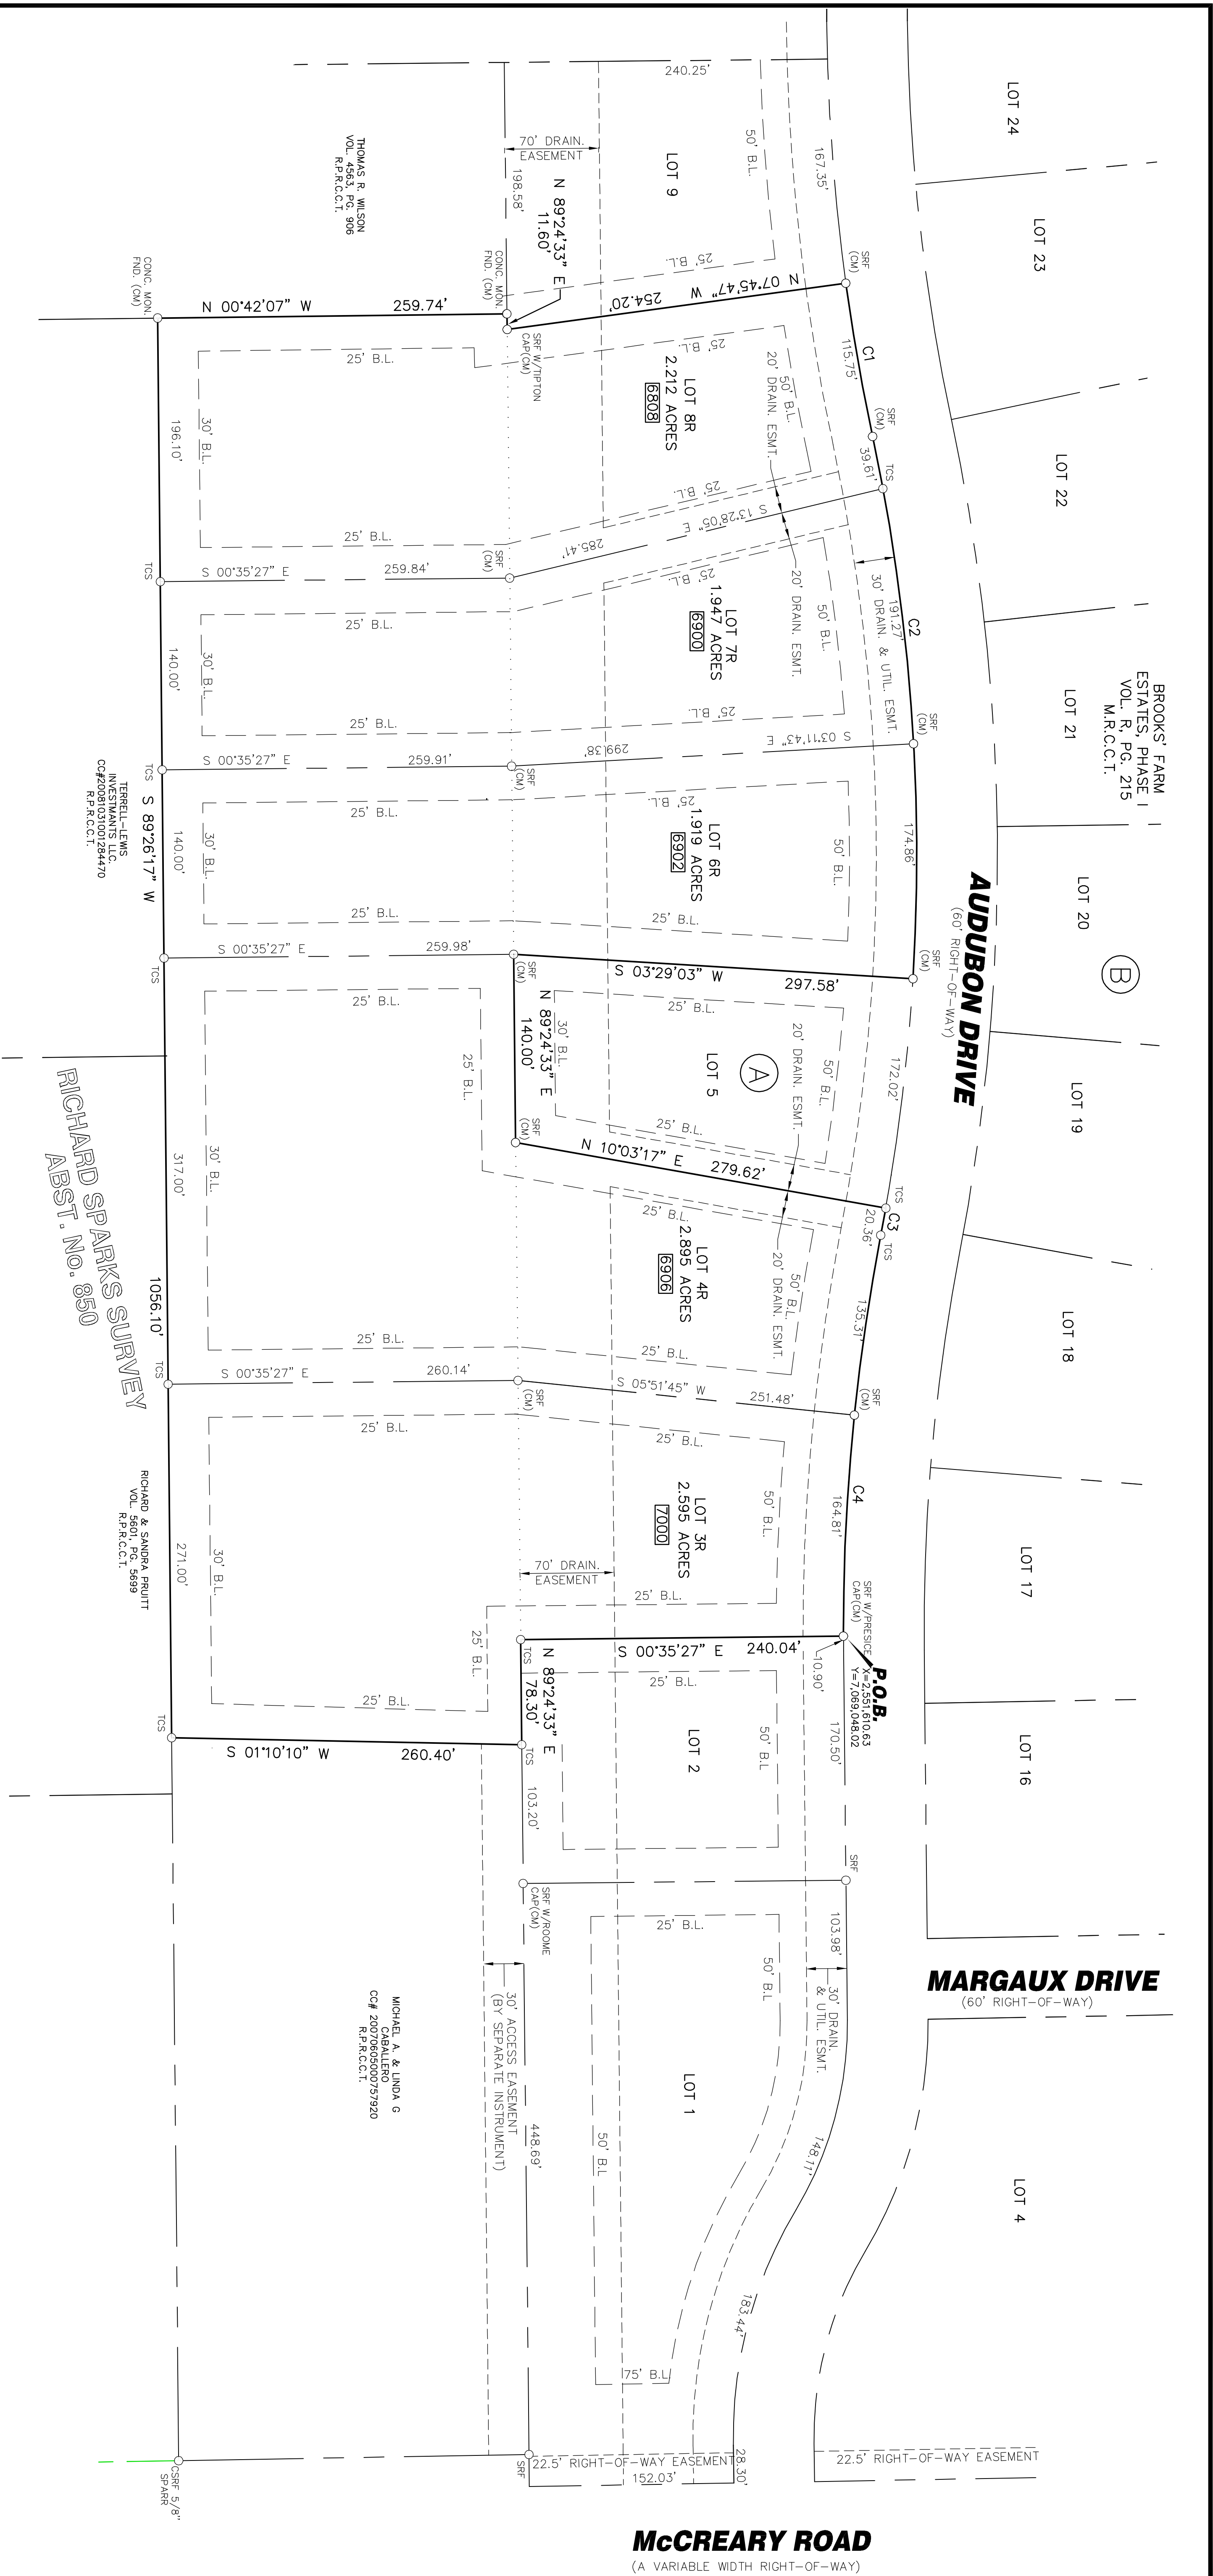 LOT 24
LOT 23
LOT 22
LOT 21
BROOKS' FARM
ESTATES, PHASE I
VOL. R, PG. 215
M.R.C.C.T.
LOT 20
B
LOT 19
LOT 18
LOT 17
LOT 16
LOT 4
AUDUBON DRIVE
(60' RIGHT-OF-WAY)
MARGAUX DRIVE
(60' RIGHT-OF-WAY)
McCREARY ROAD
(A VARIABLE WIDTH RIGHT-OF-WAY)
22.5' RIGHT-OF-WAY EASEMENT
22.5' RIGHT-OF-WAY EASEMENT
152.03'
28.30'
240.25'
167.35'
50' B.L.
LOT 9
25' B.L.
70' DRAIN.
EASEMENT
198.58'
N 89°24'33" E
11.60'
THOMAS R. WILSON
VOL. 4563, PG. 906
R.P.R.C.C.T.
CONC. MON.
FND. (CM)
CONC. MON.
FND. (CM)
N 00°42'07" W
259.74'
SRF
(CM)
N 07°45'47" W
254.20'
SRF W/TIPTON
CAP(CM)
C1
115.75'
SRF
(CM)
39.61'
TCS
LOT 8R
2.212 ACRES
6808
50' B.L.
20' DRAIN. ESMT.
25' B.L.
25' B.L.
25' B.L.
25' B.L.
30' B.L.
196.10'
S 13°28'05" E
285.41'
SRF
(CM)
S 00°35'27" E
259.84'
TCS
C2
191.27'
30' DRAIN. & UTIL. ESMT.
LOT 7R
1.947 ACRES
6900
50' B.L.
20' DRAIN. ESMT.
25' B.L.
25' B.L.
25' B.L.
25' B.L.
30' B.L.
140.00'
SRF
(CM)
S 03°11'43" E
299.38'
SRF
(CM)
S 00°35'27" E
259.91'
TCS
TERRELL-LEWIS
INVESTMANTS LLC.
CC#20081031001284470
R.P.R.C.C.T.
S 89°26'17" W
174.86'
LOT 6R
1.919 ACRES
6902
50' B.L.
25' B.L.
25' B.L.
25' B.L.
25' B.L.
30' B.L.
140.00'
SRF
(CM)
S 03°29'03" W
297.58'
SRF
(CM)
S 00°35'27" E
259.98'
TCS
172.02'
A
LOT 5
50' B.L.
20' DRAIN. ESMT.
25' B.L.
25' B.L.
30' B.L.
N 89°24'33" E
140.00'
SRF
(CM)
N 10°03'17" E
279.62'
TCS
C3
20.36'
TCS
135.31'
LOT 4R
2.895 ACRES
6906
50' B.L.
20' DRAIN. ESMT.
25' B.L.
25' B.L.
25' B.L.
25' B.L.
25' B.L.
30' B.L.
317.00'
RICHARD SPARKS SURVEY
ABST. No. 850
1056.10'
SRF
(CM)
S 05°51'45" W
251.48'
SRF
(CM)
S 00°35'27" E
260.14'
TCS
C4
164.81'
LOT 3R
2.595 ACRES
7000
50' B.L.
25' B.L.
25' B.L.
25' B.L.
25' B.L.
25' B.L.
30' B.L.
70' DRAIN.
EASEMENT
271.00'
RICHARD & SANDRA PRUITT
VOL. 5601, PG. 5699
R.P.R.C.C.T.
SRF W/PRESICE
CAP(CM)
P.O.B.
X=2,551,610.63
Y=7,069,048.02
10.90'
170.50'
S 00°35'27" E
240.04'
TCS
N 89°24'33" E
78.30'
TCS
S 01°10'10" W
260.40'
TCS
LOT 2
50' B.L
25' B.L.
103.20'
SRF
SRF W/ROOME
CAP(CM)
103.98'
30' DRAIN.
& UTIL. ESMT.
25' B.L.
50' B.L
LOT 1
50' B.L
75' B.L
148.11'
183.44'
448.69'
30' ACCESS EASEMENT
(BY SEPARATE INSTRUMENT)
MICHAEL A. & LINDA G
CABALLERO
CC# 20070605000757920
R.P.R.C.C.T.
SRF
CSRF 5/8"
SPARR